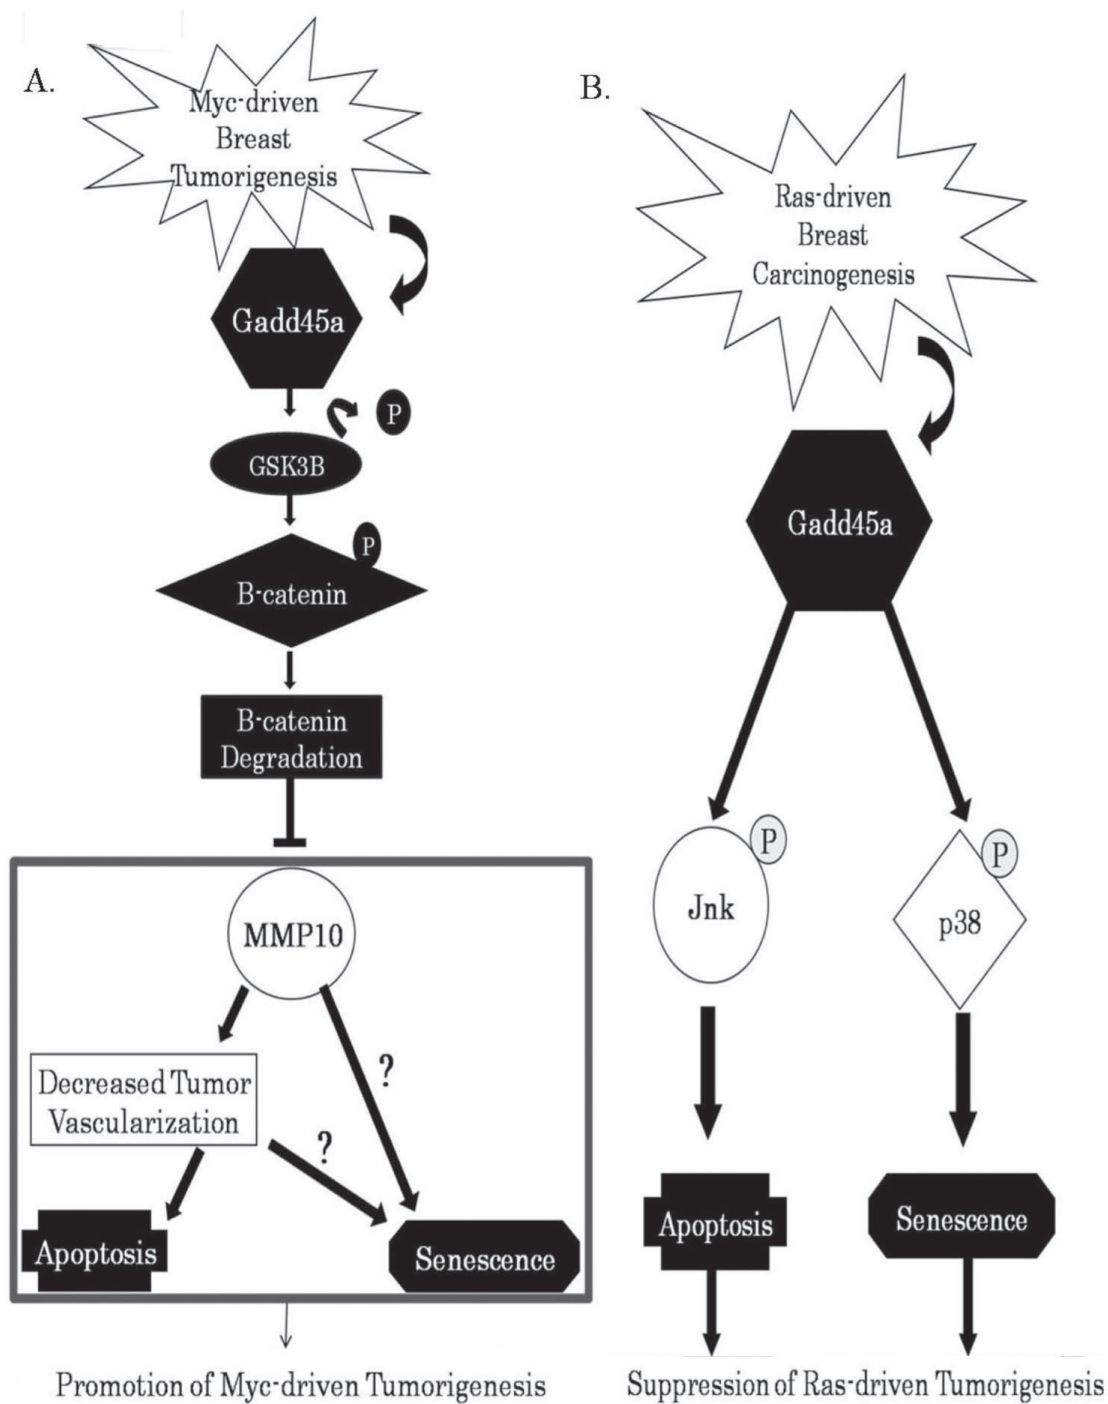 A.
Myc-driven
Breast
Tumorigenesis
Gadd45a
P
GSK3B
P
B-catenin
B-catenin
Degradation
MMP10
?
Decreased Tumor
Vascularization
?
Apoptosis
Senescence
Promotion of Myc-driven Tumorigenesis
B.
Ras-driven
Breast
Carcinogenesis
Gadd45a
P
Jnk
P
p38
Apoptosis
Senescence
Suppression of Ras-driven Tumorigenesis